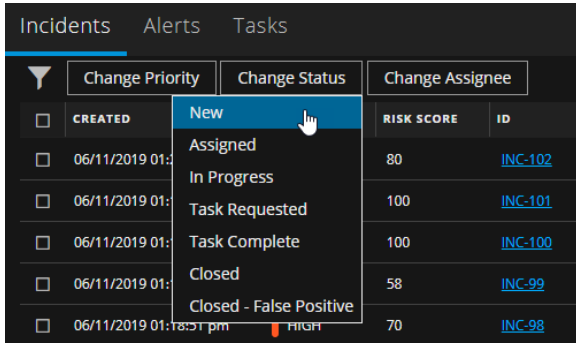 Incidents Alerts Tasks
Change Priority Change Status Change Assignee
CREATED RISK SCORE ID
New
06/11/2019 01: 80 INC-102
Assigned
In Progress
06/11/2019 01: 100 INC-101
Task Requested
06/11/2019 01: 100 INC-100
Task Complete
06/11/2019 01: 58 INC-99
Closed
Closed - False Positive
06/11/2019 01:18:51 pm HIGH 70 INC-98